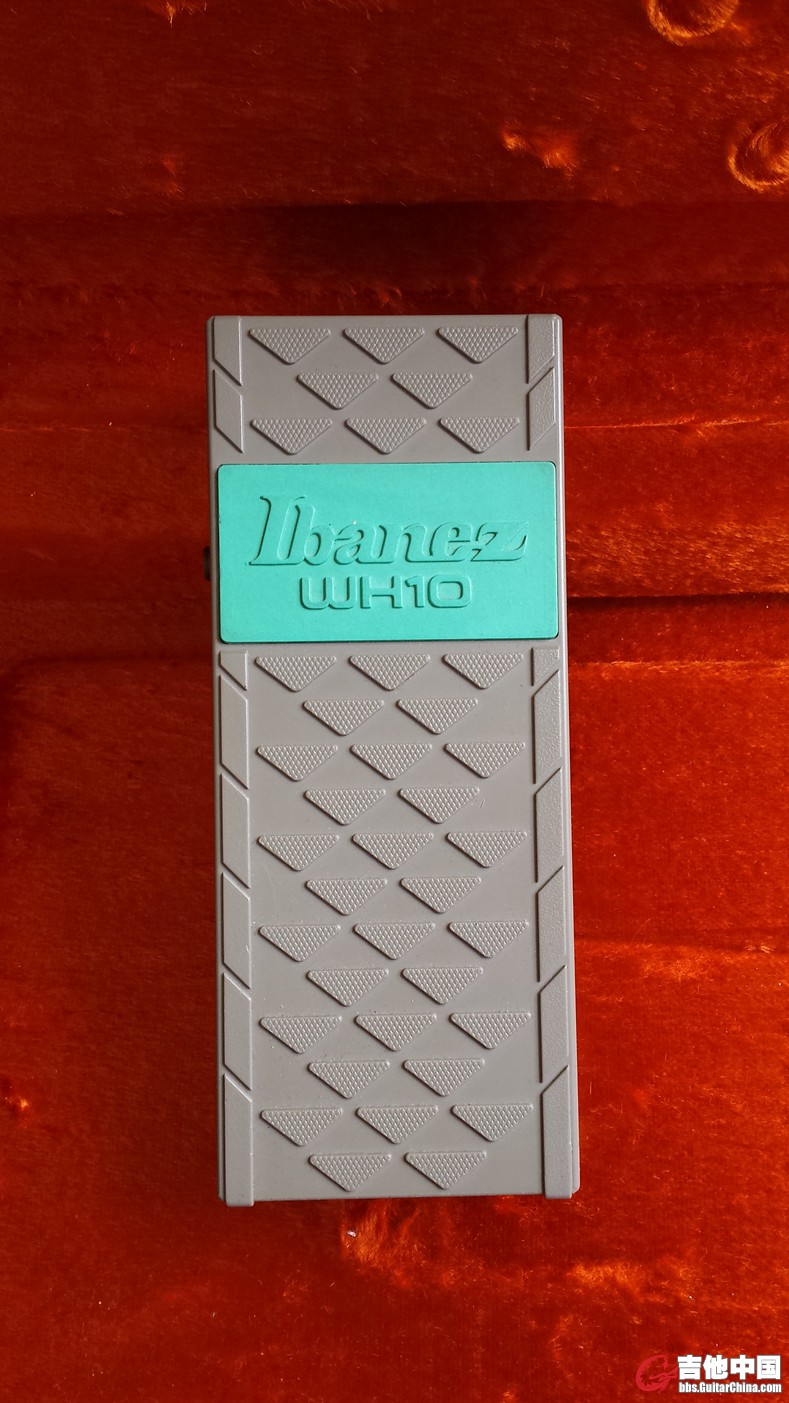 Ibanez
WH10
吉他中国
bbs.GuitarChina.com